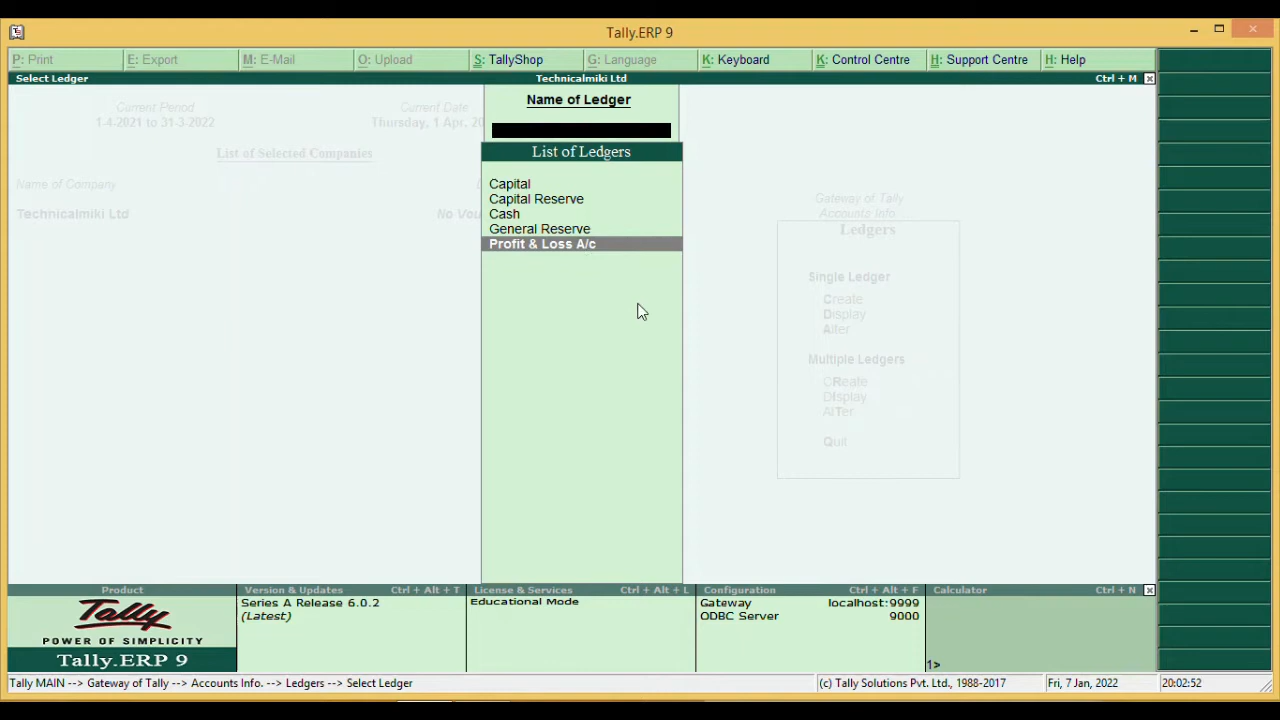 Tally.ERP 9
P: Print
E: Export
M: E-Mail
O: Upload
S: TallyShop
G: Language
K: Keyboard
K: Control Centre
H: Support Centre
H: Help
Select Ledger
Technicalmiki Ltd
Ctrl + M
Current Period
1-4-2021 to 31-3-2022
Current Date
Thursday, 1 Apr, 20
List of Selected Companies
Name of Company
Technicalmiki Ltd
No Vou
Name of Ledger
List of Ledgers
Capital
Capital Reserve
Cash
General Reserve
Profit & Loss A/c
Gateway of Tally
Accounts Info.
Ledgers
Single Ledger
Create
Display
Alter
Multiple Ledgers
CReate
DIsplay
AlTer
Quit
Product
Tally
POWER OF SIMPLICITY
Tally.ERP 9
Version & Updates
Ctrl + Alt + T
Series A Release 6.0.2
(Latest)
License & Services
Ctrl + Alt + L
Educational Mode
Configuration
Ctrl + Alt + F
Gateway
localhost:9999
ODBC Server
9000
Calculator
Ctrl + N
1>
Tally MAIN --> Gateway of Tally --> Accounts Info. --> Ledgers --> Select Ledger
(c) Tally Solutions Pvt. Ltd., 1988-2017
Fri, 7 Jan, 2022
20:02:52